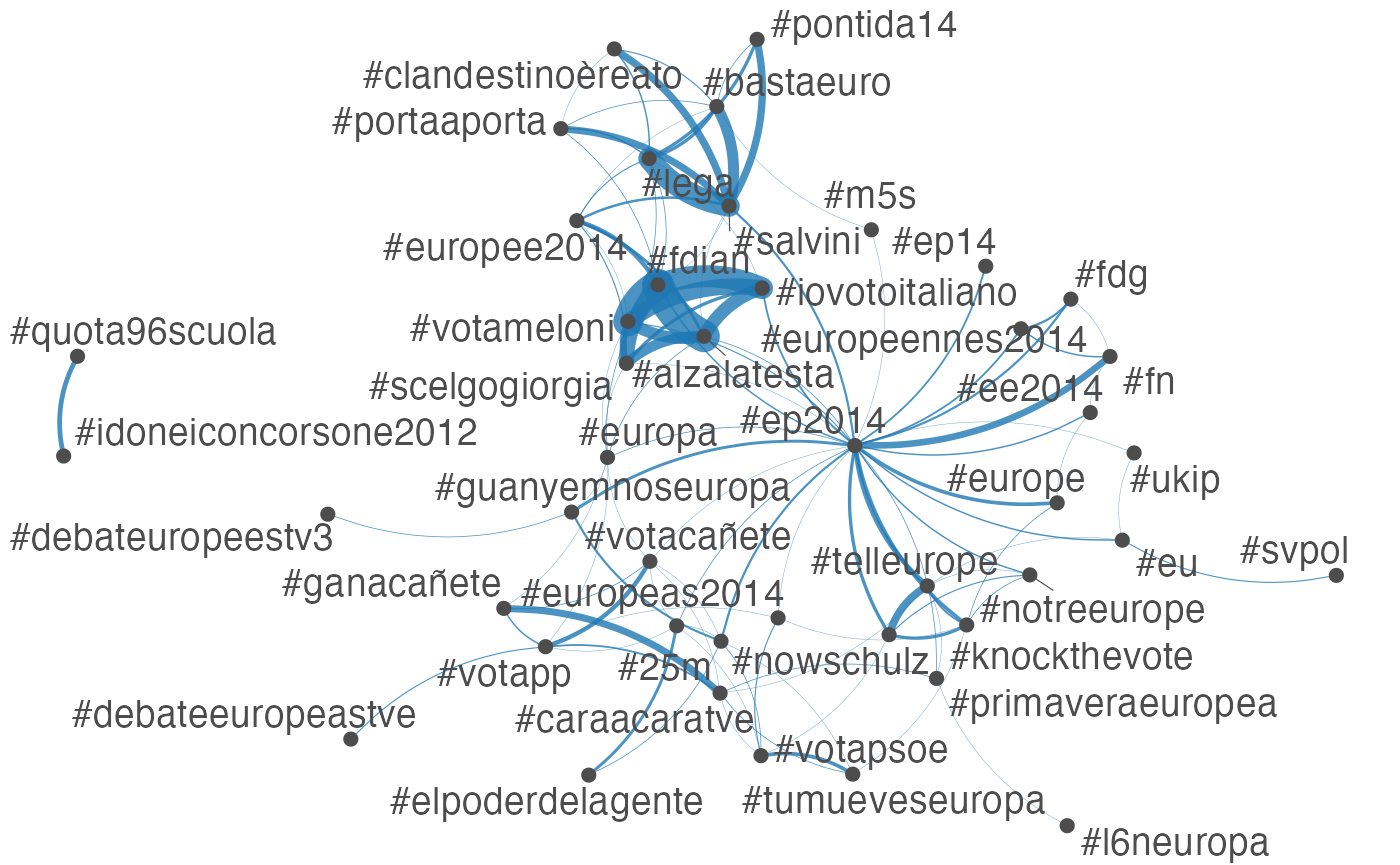 #pontida14
#clandestinoèreato
#bastaeuro
#portaaporta
#lega
#m5s
#europee2014
#salvini
#ep14
#fdian
#fdg
#iovotoitaliano
#quota96scuola
#votameloni
#europeennes2014
#scelgogiorgia
#alzalatesta
#ee2014
#fn
#idoneiconcorsone2012
#europa
#ep2014
#guanyemnoseuropa
#europe
#ukip
#debateuropeestv3
#votacañete
#telleurope
#eu
#svpol
#ganacañete
#europeas2014
#notreeurope
#votapp
#25m
#nowschulz
#knockthevote
#debateeuropeastve
#caraacaratve
#primaveraeuropea
#votapsoe
#elpoderdelagente
#tumueveseuropa
#l6neuropa